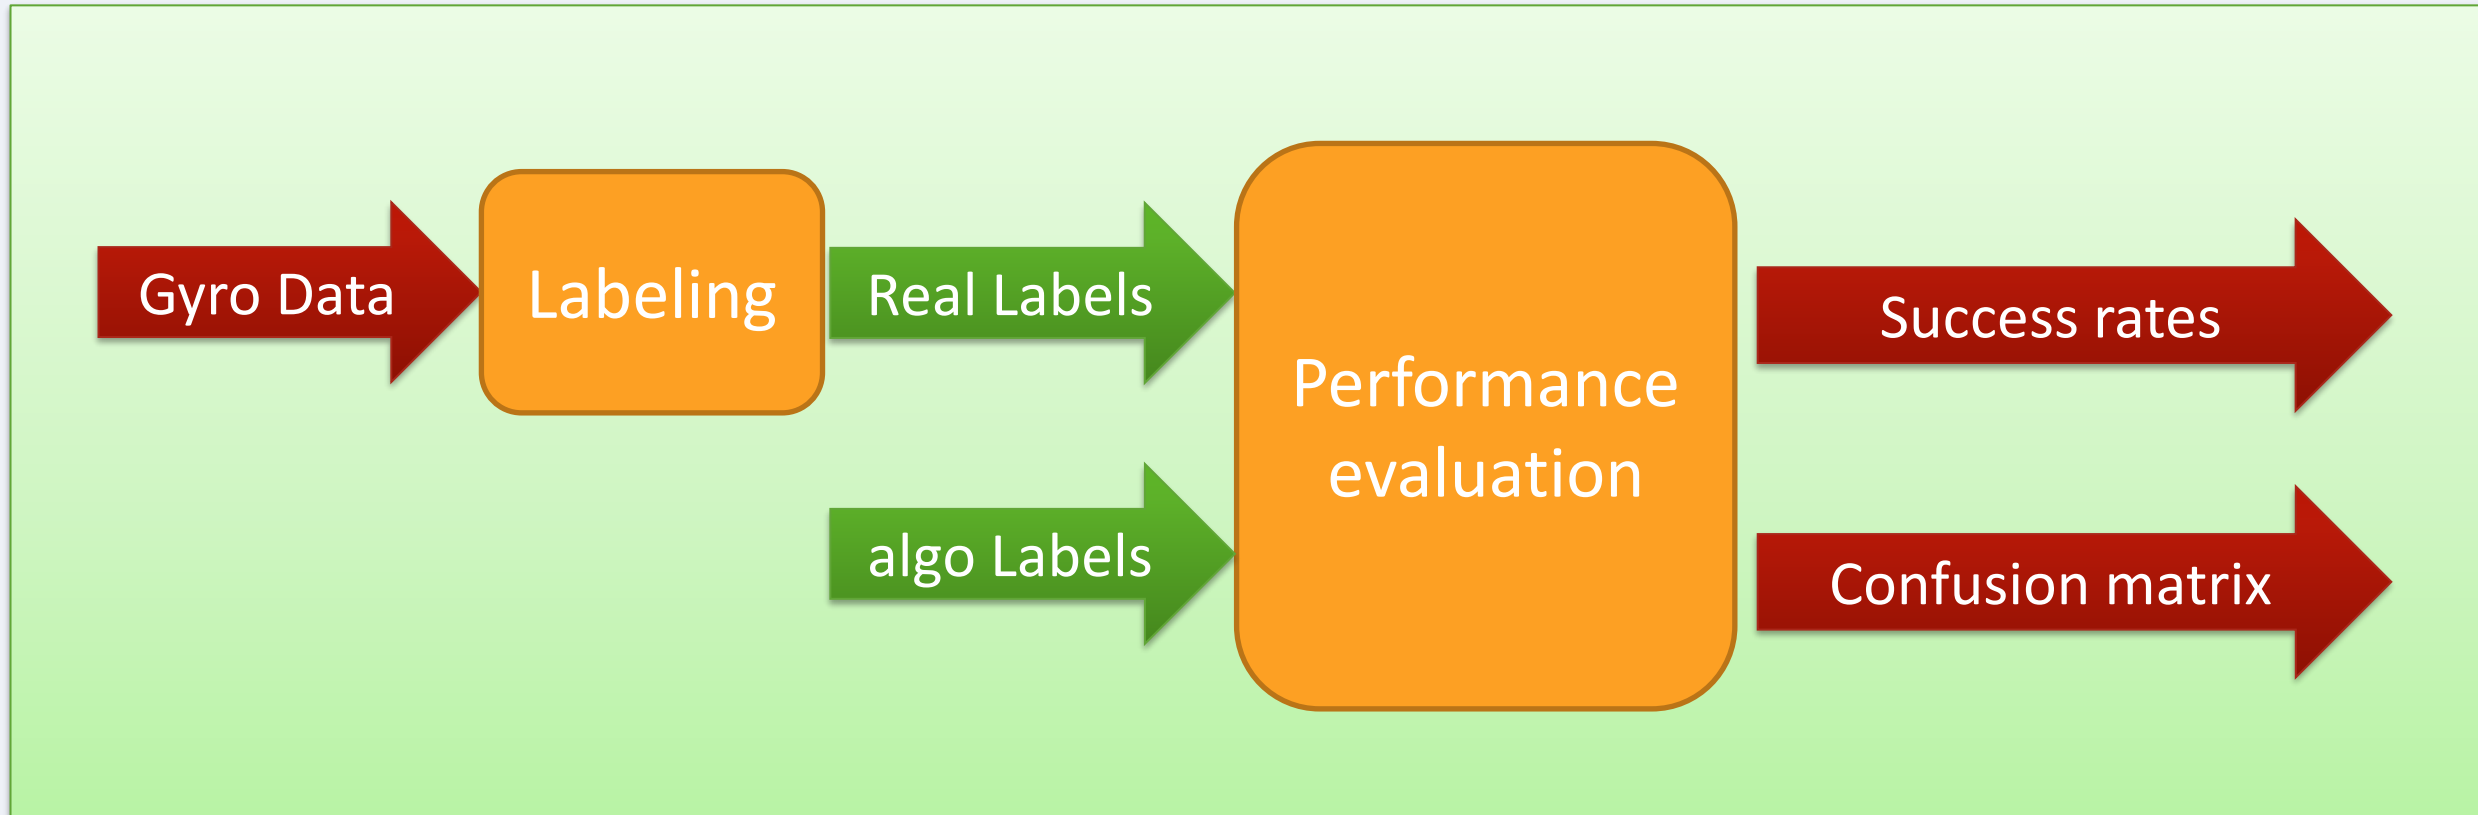 Gyro Data
Labeling
Real Labels
algo Labels
Performance
evaluation
Success rates
Confusion matrix